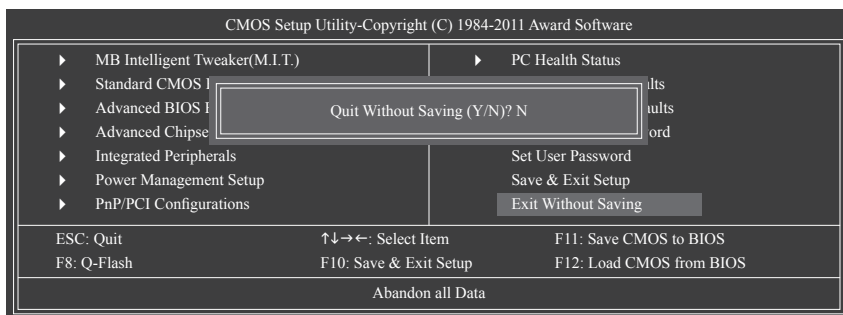 CMOS Setup Utility-Copyright (C) 1984-2011 Award Software
MB Intelligent Tweaker(M.I.T.)
Standard CMOS
Advanced BIOS
Advanced Chipse
Integrated Peripherals
Power Management Setup
PnP/PCI Configurations
PC Health Status
lts
ults
ord
Set User Password
Save & Exit Setup
Exit Without Saving
Quit Without Saving (Y/N)? N
ESC: Quit ↑↓→←: Select Item F11: Save CMOS to BIOS
F8: Q-Flash F10: Save & Exit Setup F12: Load CMOS from BIOS
Abandon all Data